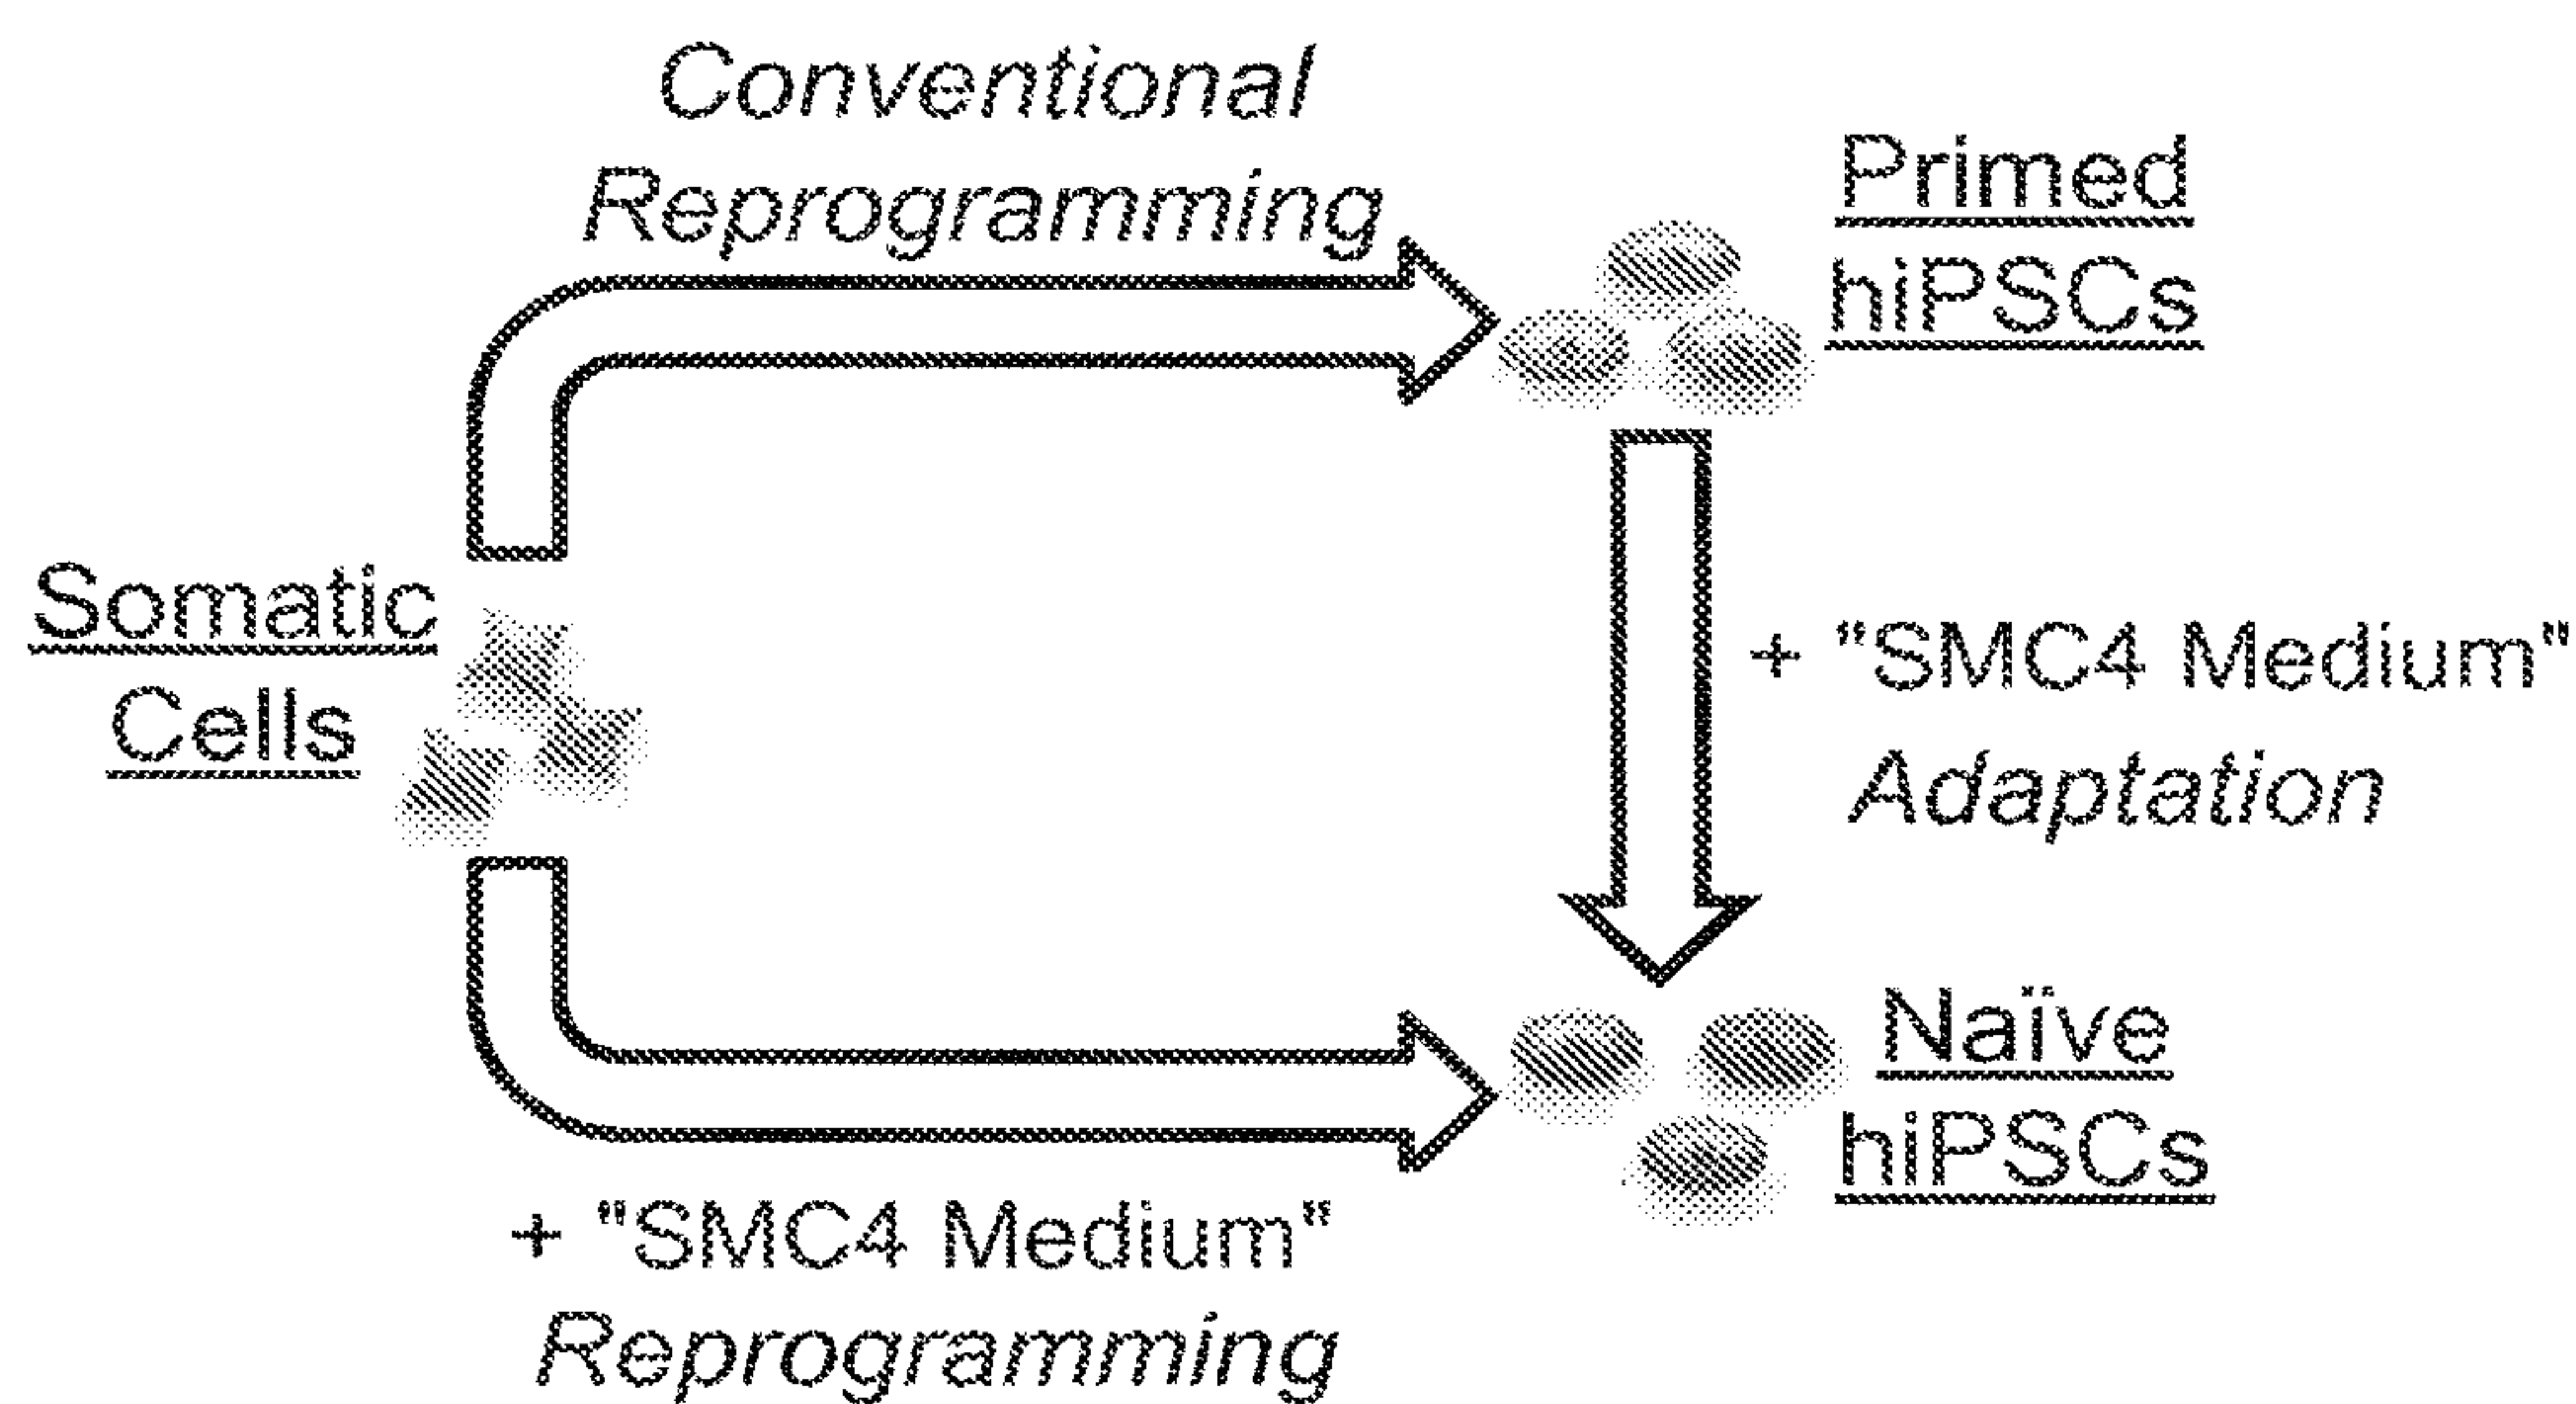 Conventional
Reprogramming
Primed
hiPSCs
Somatic
Cells
+ "SMC4 Medium"
Adaptation
Naïve
hiPSCs
+ "SMC4 Medium"
Reprogramming